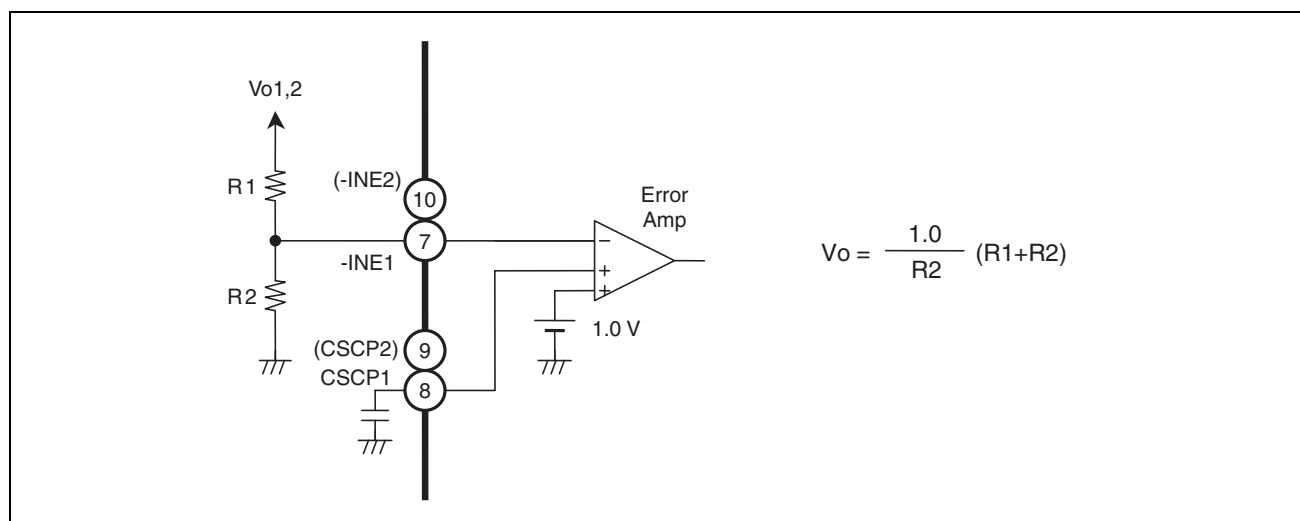 Vo1,2
R1
R2
(-INE2)
10
7
-INE1
(CSCP2)
9
CSCP1
8
Error
Amp
−
+
+
1.0 V
Vo = 1.0 / R2 (R1+R2)